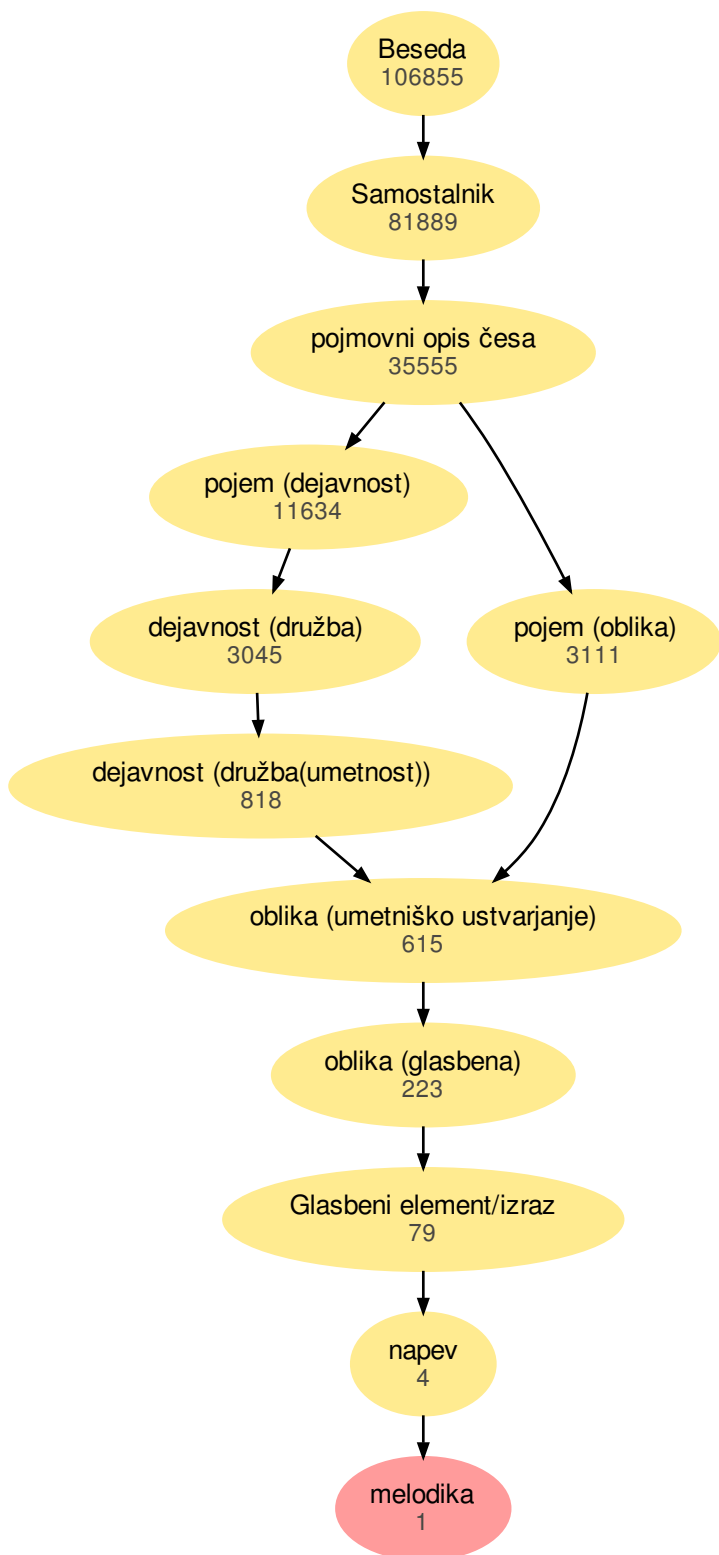 Beseda
106855
Samostalnik
81889
pojmovni opis česa
35555
pojem (dejavnost)
11634
dejavnost (družba)
3045
pojem (oblika)
3111
dejavnost (družba(umetnost))
818
oblika (umetniško ustvarjanje)
615
oblika (glasbena)
223
Glasbeni element/izraz
79
napev
4
melodika
1